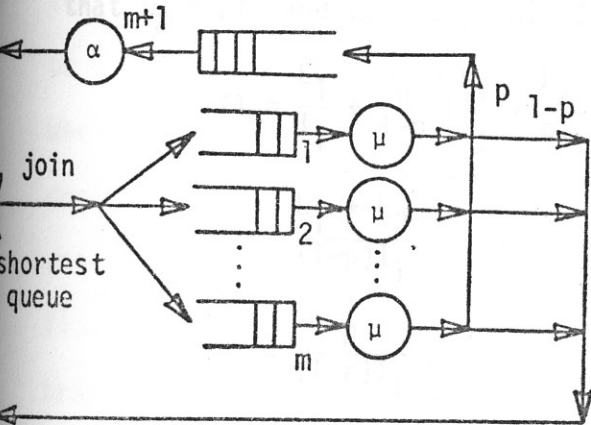 m+1
α
p
1-p
join
1
μ
shortest
queue
2
μ
m
μ